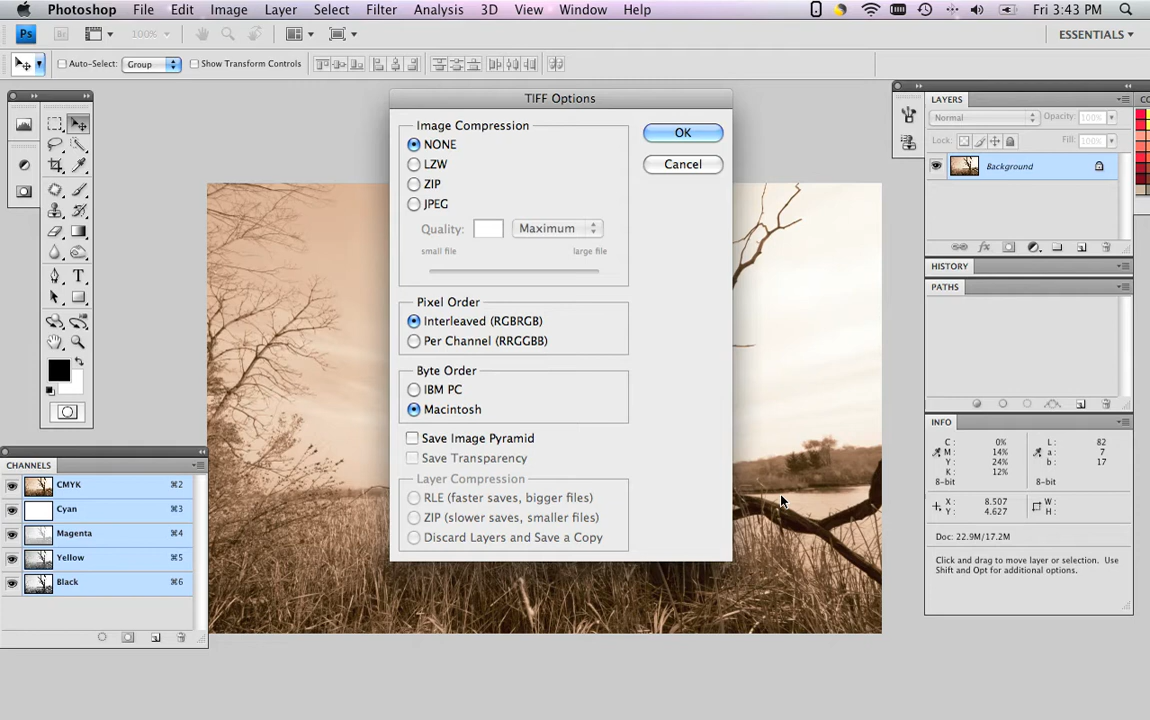 Photoshop File Edit Image Layer Select Filter Analysis 3D View Window Help Fri 3:43 PM
Ps Br 100% ESSENTIALS
Auto-Select: Group Show Transform Controls
TIFF Options
Image Compression
NONE
LZW
ZIP
JPEG
Quality: Maximum
small file large file
Pixel Order
Interleaved (RGBRGB)
Per Channel (RRGGBB)
Byte Order
IBM PC
Macintosh
Save Image Pyramid
Save Transparency
Layer Compression
RLE (faster saves, bigger files)
ZIP (slower saves, smaller files)
Discard Layers and Save a Copy
OK
Cancel
LAYERS CO
Normal Opacity: 100%
Lock: Fill: 100%
Background
HISTORY
PATHS
INFO
C: 0% L: 82
M: 14% a: 7
Y: 24% b: 17
K: 12%
8-bit 8-bit
X: 8.507 W:
Y: 4.627 H:
Doc: 22.9M/17.2M
Click and drag to move layer or selection. Use
Shift and Opt for additional options.
CHANNELS
CMYK ⌘2
Cyan ⌘3
Magenta ⌘4
Yellow ⌘5
Black ⌘6